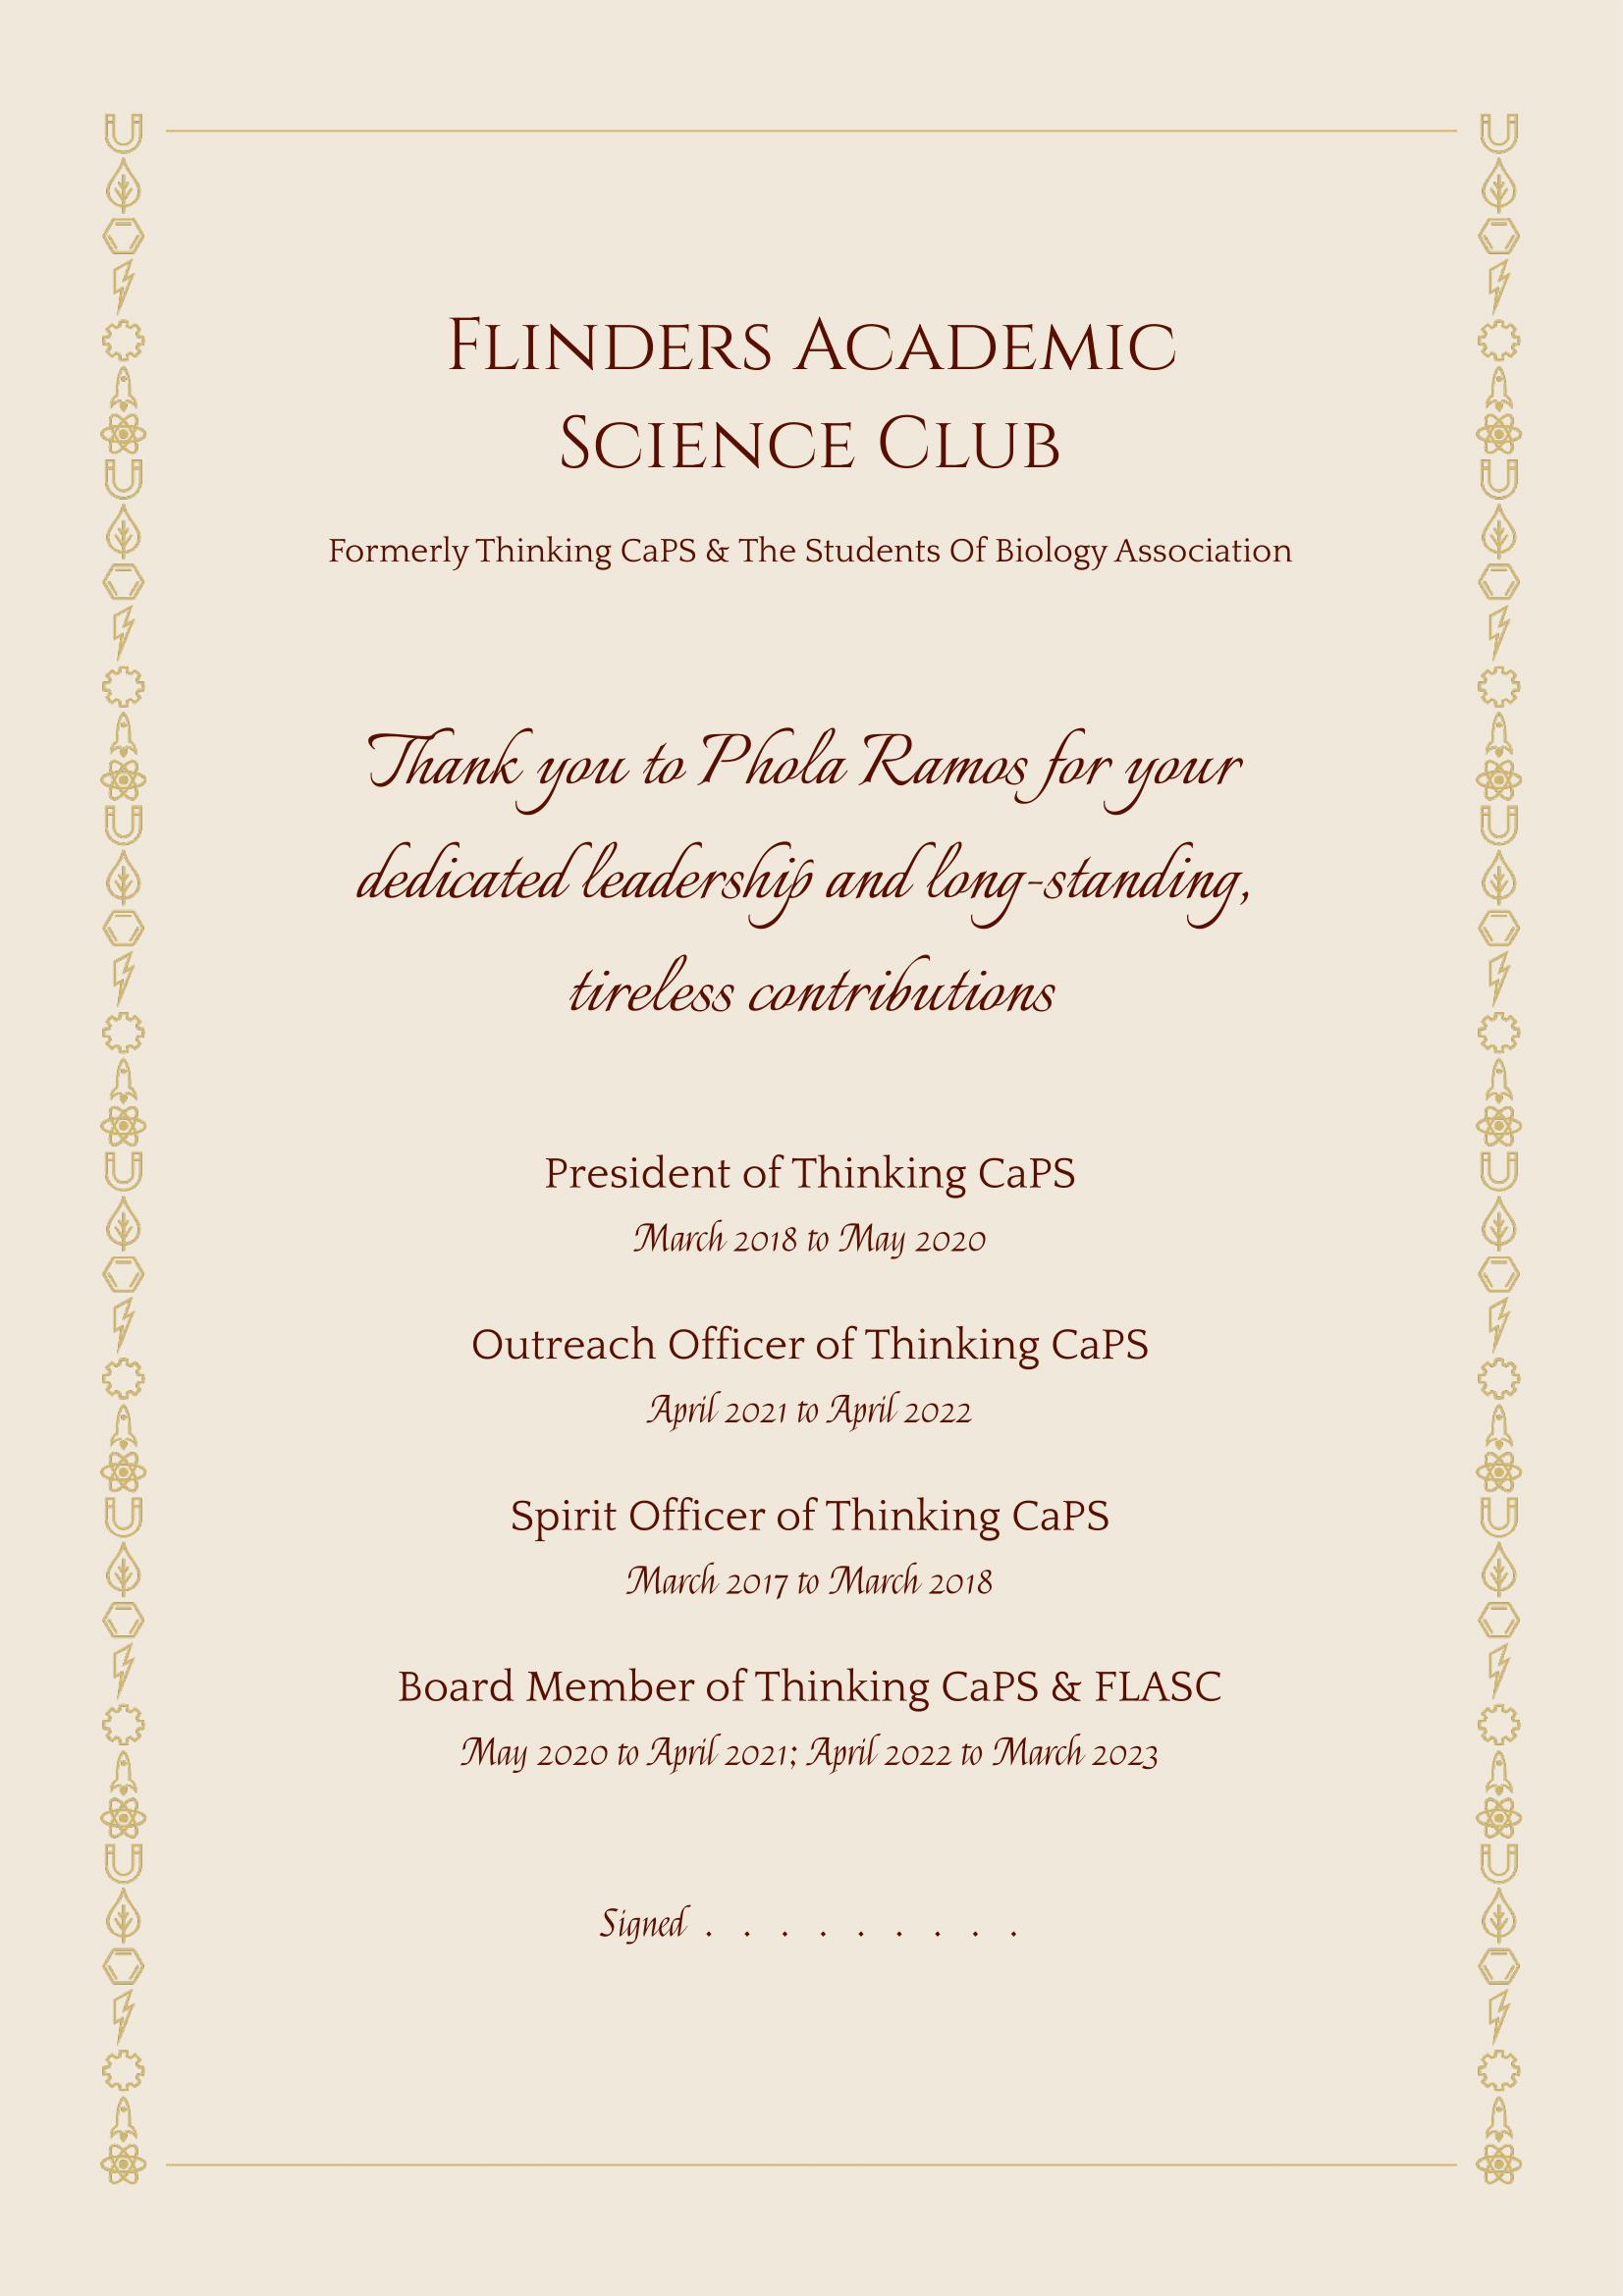 Flinders Academic
Science Club
Formerly Thinking CaPS & The Students Of Biology Association
Thank you to Phola Ramos for your
dedicated leadership and long-standing,
tireless contributions
President of Thinking CaPS
March 2018 to May 2020
Outreach Officer of Thinking CaPS
April 2021 to April 2022
Spirit Officer of Thinking CaPS
March 2017 to March 2018
Board Member of Thinking CaPS & FLASC
May 2020 to April 2021; April 2022 to March 2023
Signed . . . . . . . . .